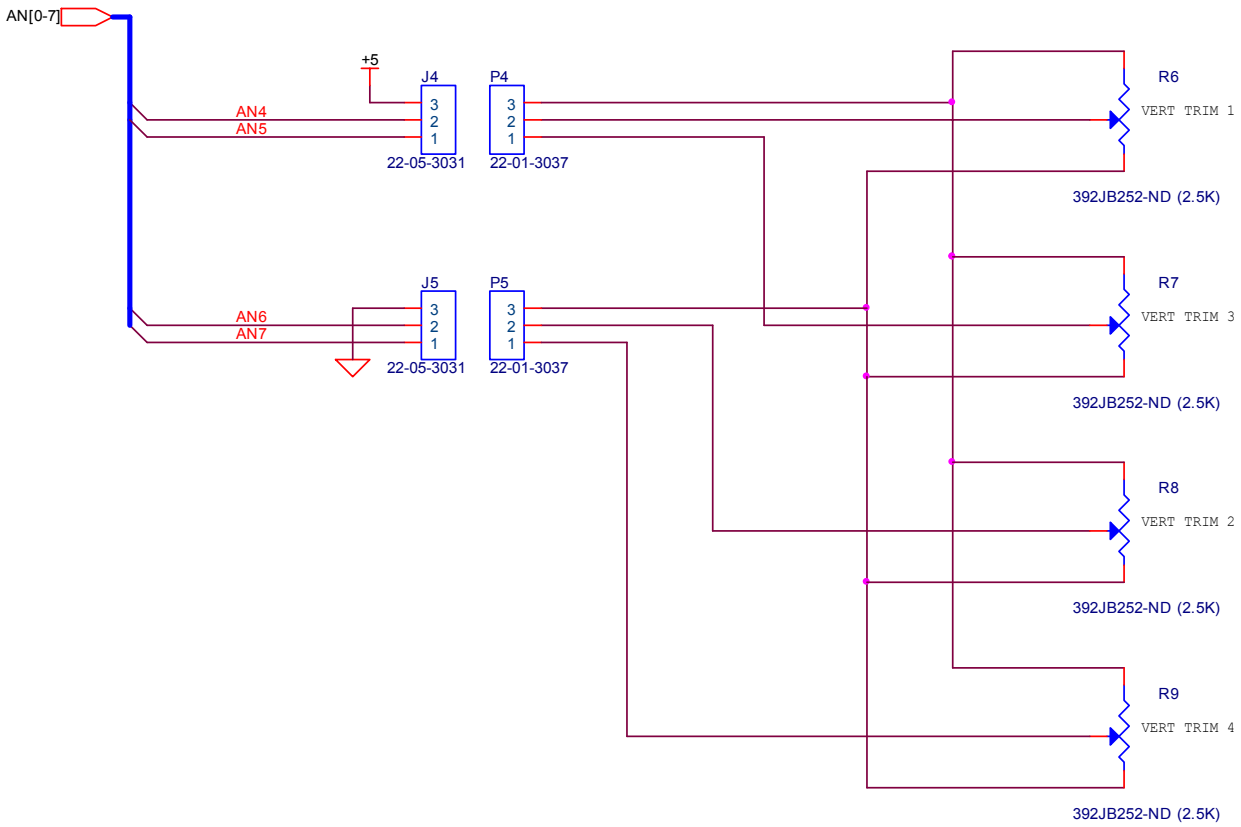 AN[0-7]
+5
J4
P4
R6
3
3
VERT TRIM 1
AN4
2
2
AN5
1
1
22-05-3031
22-01-3037
392JB252-ND (2.5K)
J5
P5
R7
3
3
VERT TRIM 3
AN6
2
2
AN7
1
1
22-05-3031
22-01-3037
392JB252-ND (2.5K)
R8
VERT TRIM 2
392JB252-ND (2.5K)
R9
VERT TRIM 4
392JB252-ND (2.5K)